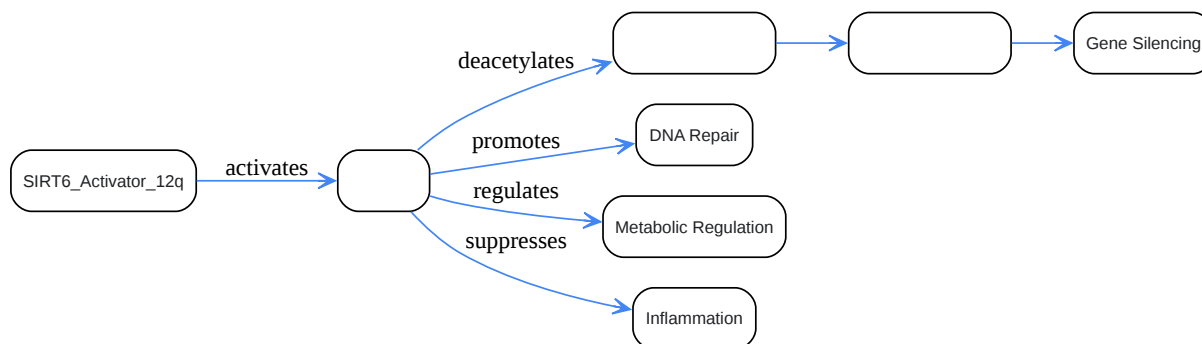 deacetylates
Gene Silencing
promotes
DNA Repair
SIRT6_Activator_12q
activates
regulates
Metabolic Regulation
suppresses
Inflammation